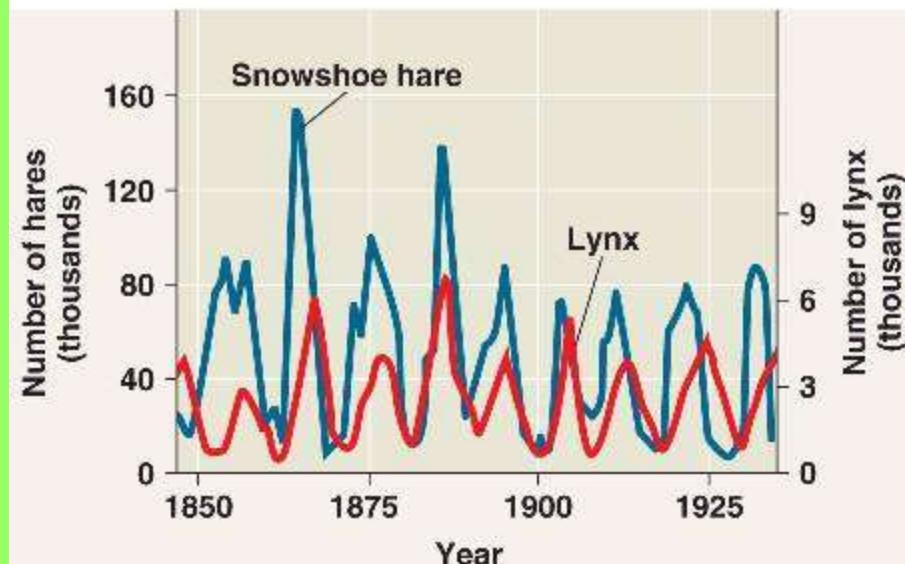 Snowshoe hare
Lynx
Number of hares
(thousands)
160
120
80
40
0
Number of lynx
(thousands)
9
6
3
0
1850
1875
1900
1925
Year